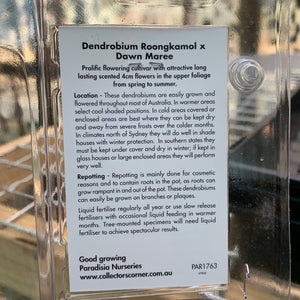 Dendrobium Roongkamol x
Dawn Maree
Prolific flowering cultivar with attractive long
lasting scented 4cm flowers in the upper foliage
from spring to summer.
Location - These dendrobiums are easily grown and
flowered throughout most of Australia. In warmer areas
select cool shaded positions. In cold areas covered or
enclosed areas are best where they can be kept dry
and away from severe frosts over the colder months.
In climates north of Sydney they will do well in shade
houses with winter protection. In southern states they
must be kept under cover and dry in winter, if kept in
glass houses or large enclosed areas they will perform
very well.
Repotting - Repotting is mainly done for cosmetic
reasons and to contain roots in the pot, as roots can
grow rampant in and out of the pot. These dendrobium
can easily be grown on branches or plaques.
Liquid fertilise regularly all year or use slow release
fertilisers with occasional liquid feeding in warmer
months. Tree-mounted specimens will need liquid
fertiliser to achieve spectacular results.
Good growing
Paradisia Nurseries
www.collectorscorner.com.au
PAR1763